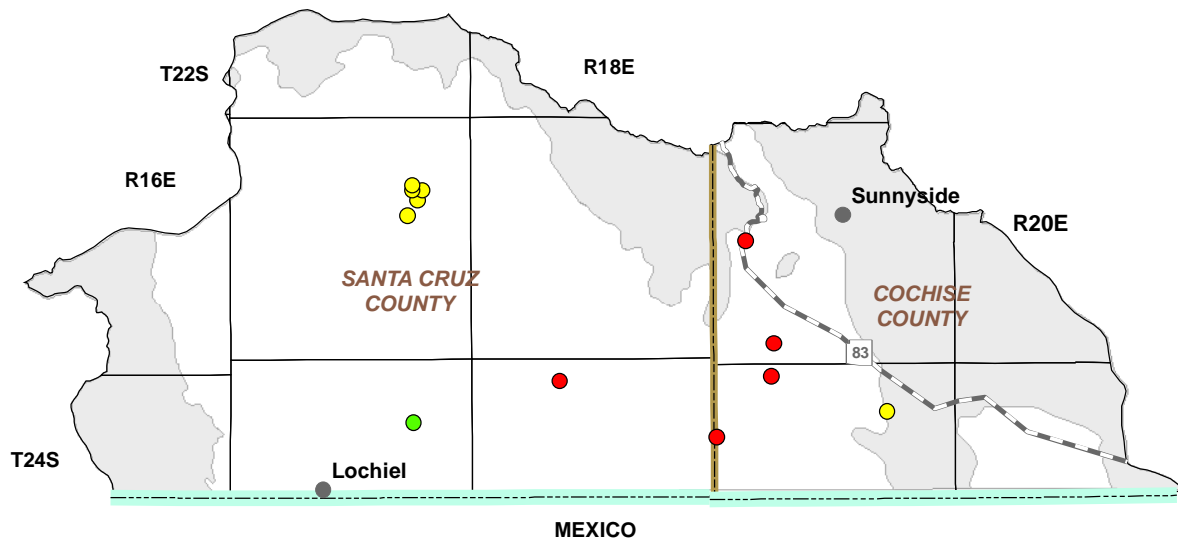 T22S
R18E
R16E
Sunnyside
R20E
SANTA CRUZ
COUNTY
COCHISE
COUNTY
83
T24S
Lochiel
MEXICO